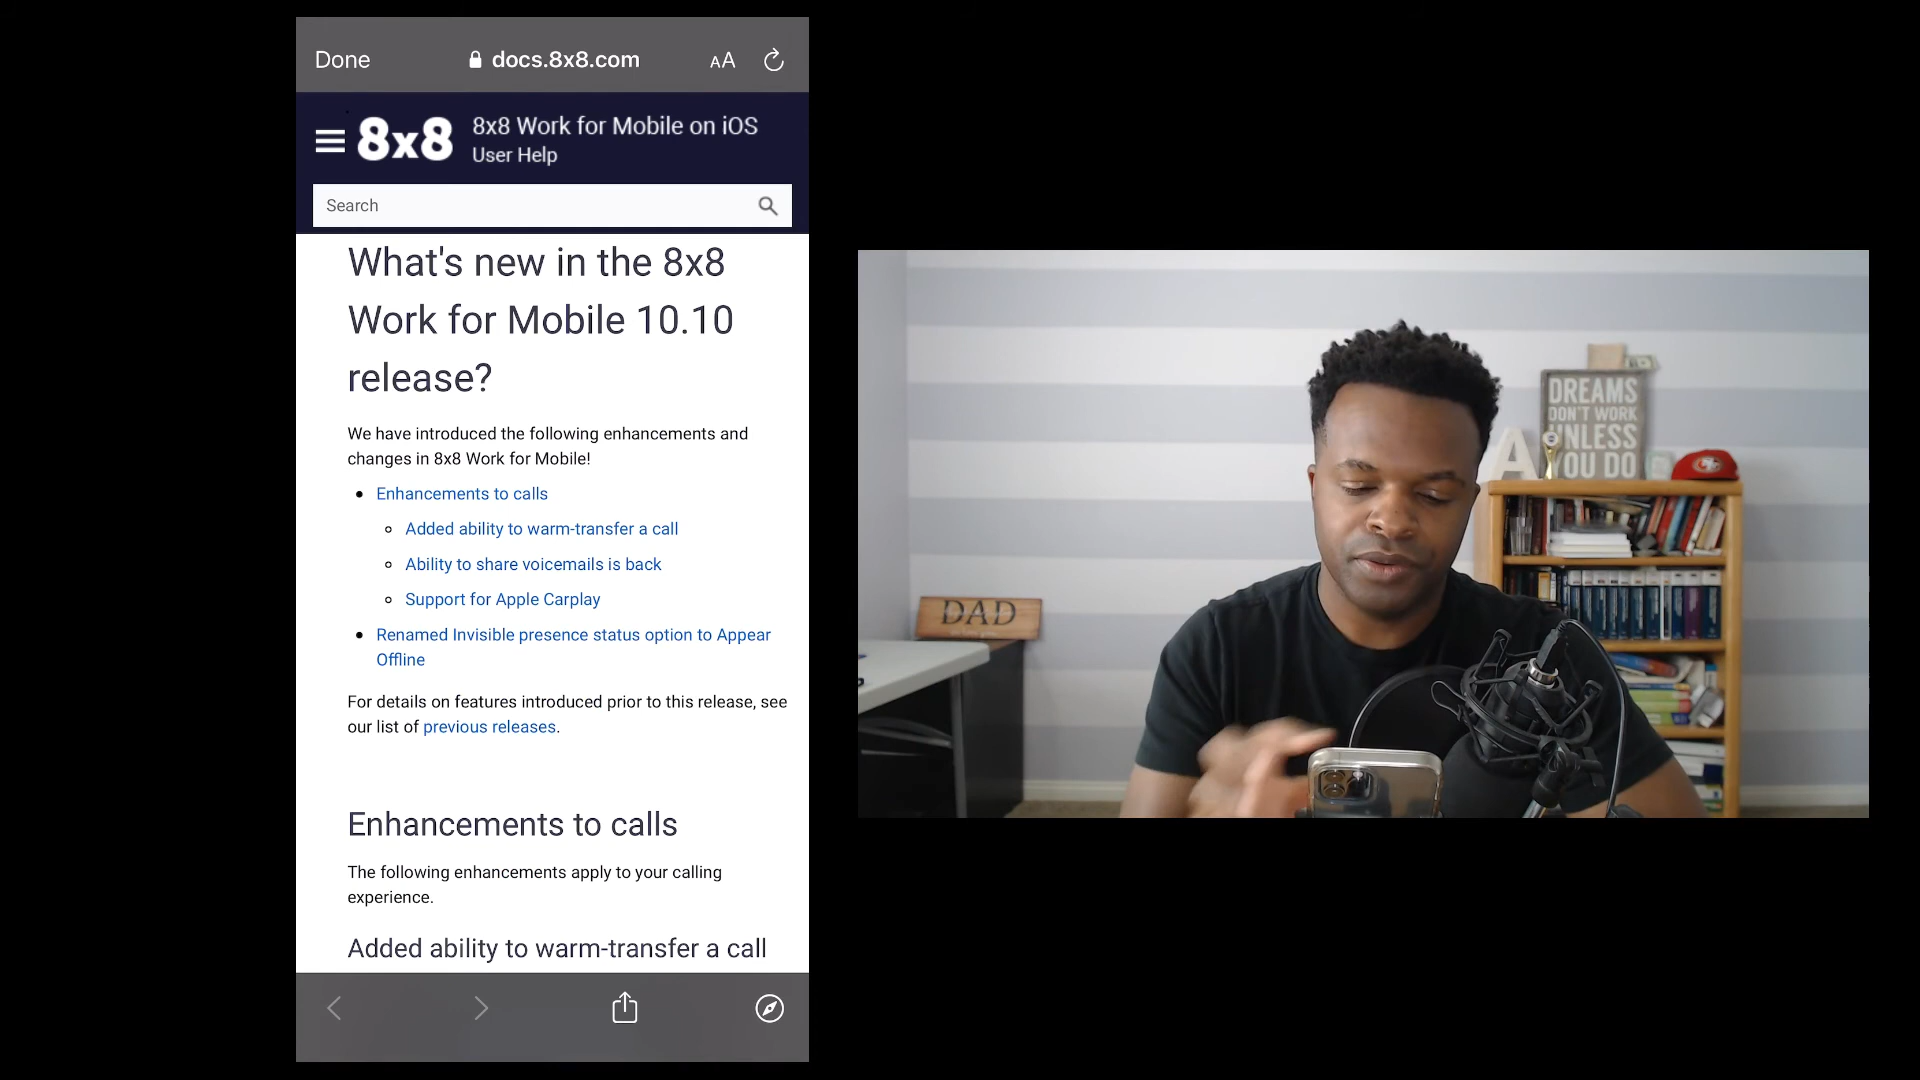 Done
docs.8x8.com
AA
8x8
8x8 Work for Mobile on iOS
User Help
Search
What's new in the 8x8
Work for Mobile 10.10
release?
We have introduced the following enhancements and
changes in 8x8 Work for Mobile!
Enhancements to calls
Added ability to warm-transfer a call
Ability to share voicemails is back
Support for Apple Carplay
Renamed Invisible presence status option to Appear
Offline
For details on features introduced prior to this release, see
our list of previous releases.
Enhancements to calls
The following enhancements apply to your calling
experience.
Added ability to warm-transfer a call
DREAMS
DON'T WORK
UNLESS
YOU DO
A
DAD